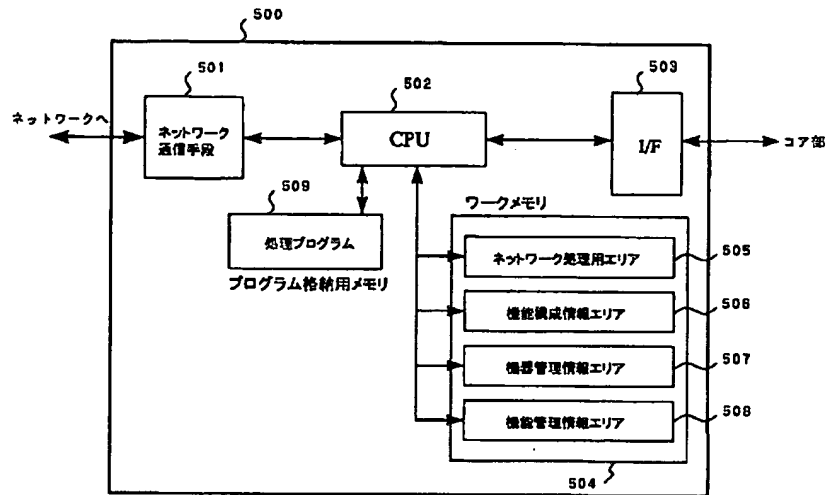 500
501
502
503
ネットワークへ
ネットワーク
通信手段
CPU
I/F
コア部
509
処理プログラム
プログラム格納用メモリ
ワークメモリ
ネットワーク処理用エリア
505
機能構成情報エリア
506
機器管理情報エリア
507
機能管理情報エリア
508
504